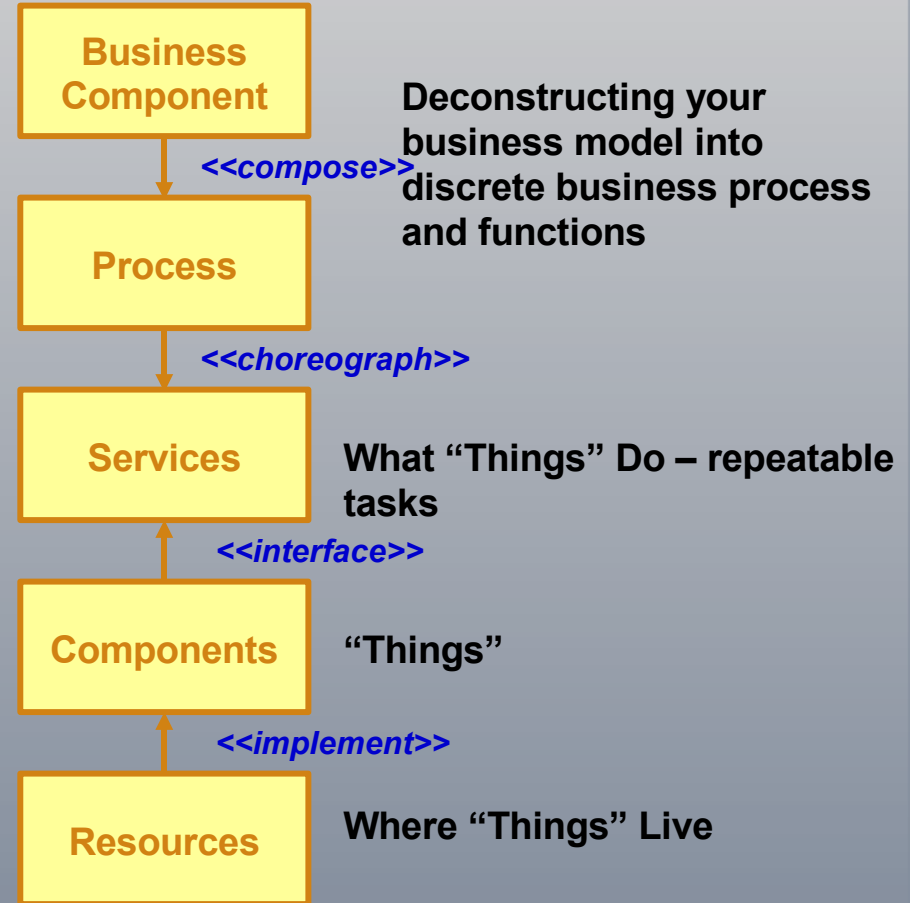 Business
Component
Deconstructing your
business model into
discrete business process
and functions
<<compose>>
Process
<<choreograph>>
Services
What “Things” Do – repeatable
tasks
<<interface>>
Components
“Things”
<<implement>>
Resources
Where “Things” Live